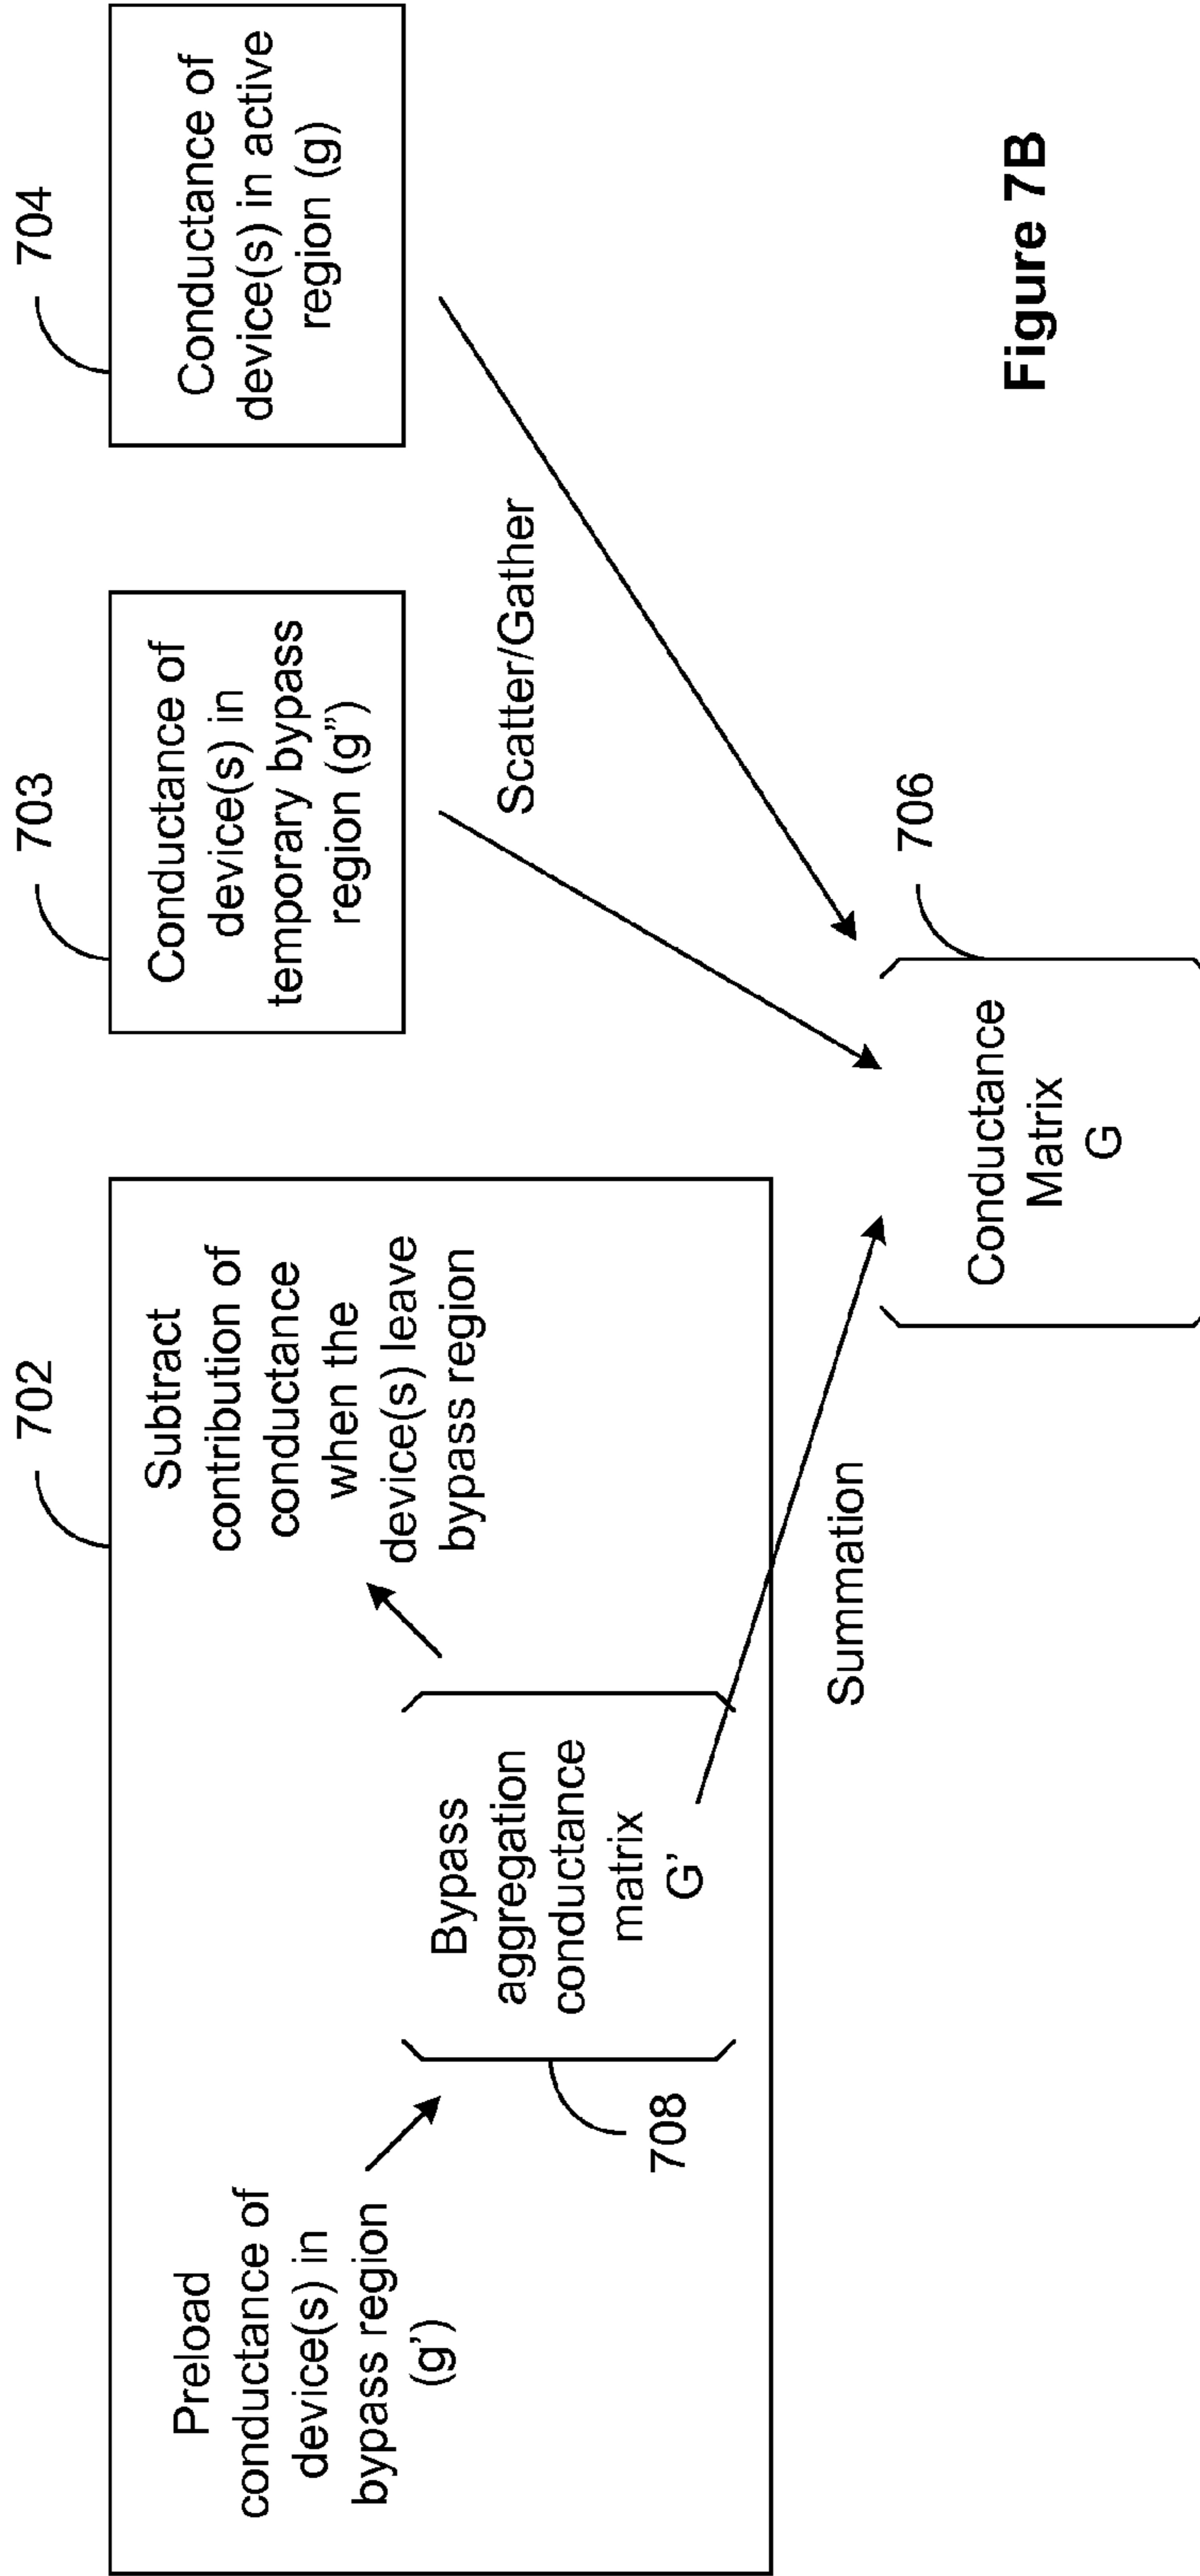 702
Preload
conductance of
device(s) in
bypass region
(g')
708
Bypass
aggregation
conductance
matrix
G'
Subtract
contribution of
conductance
when the
device(s) leave
bypass region
703
Conductance of
device(s) in
temporary bypass
region (g")
704
Conductance of
device(s) in active
region (g)
Summation
Scatter/Gather
706
Conductance
Matrix
G
Figure 7B